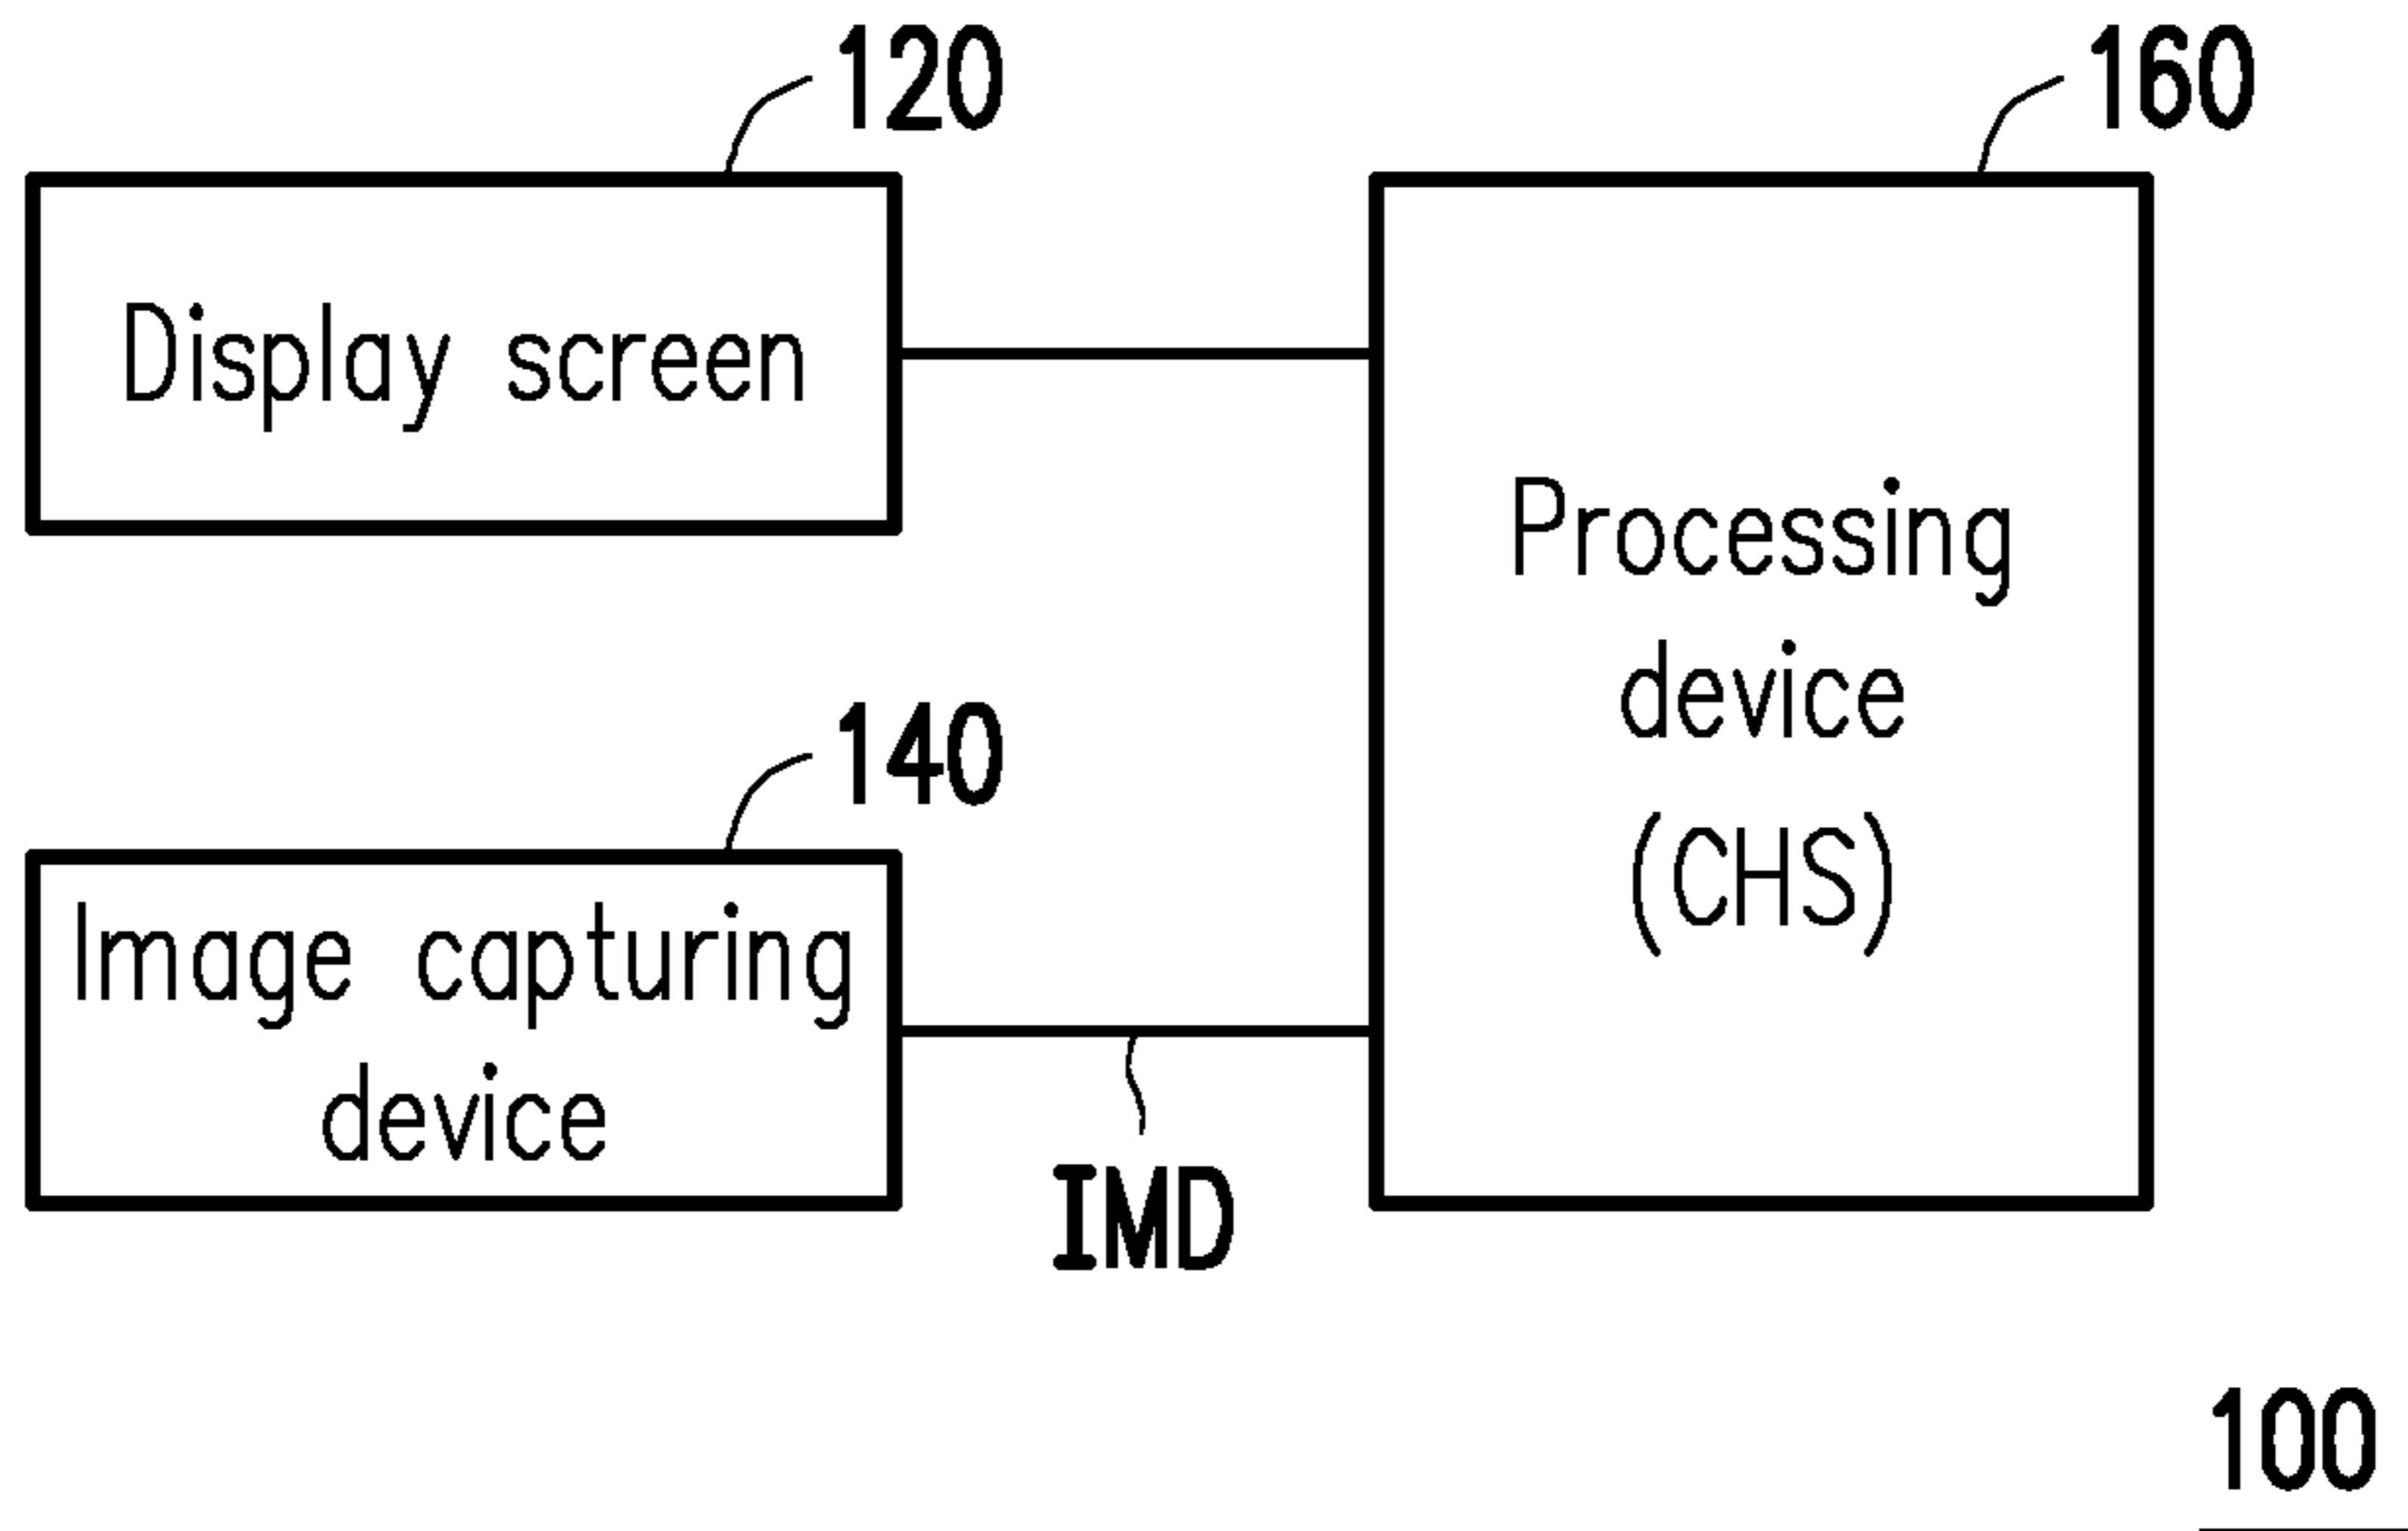 120
160
Display screen
Processing
device
(CHS)
140
Image capturing
device
IMD
100